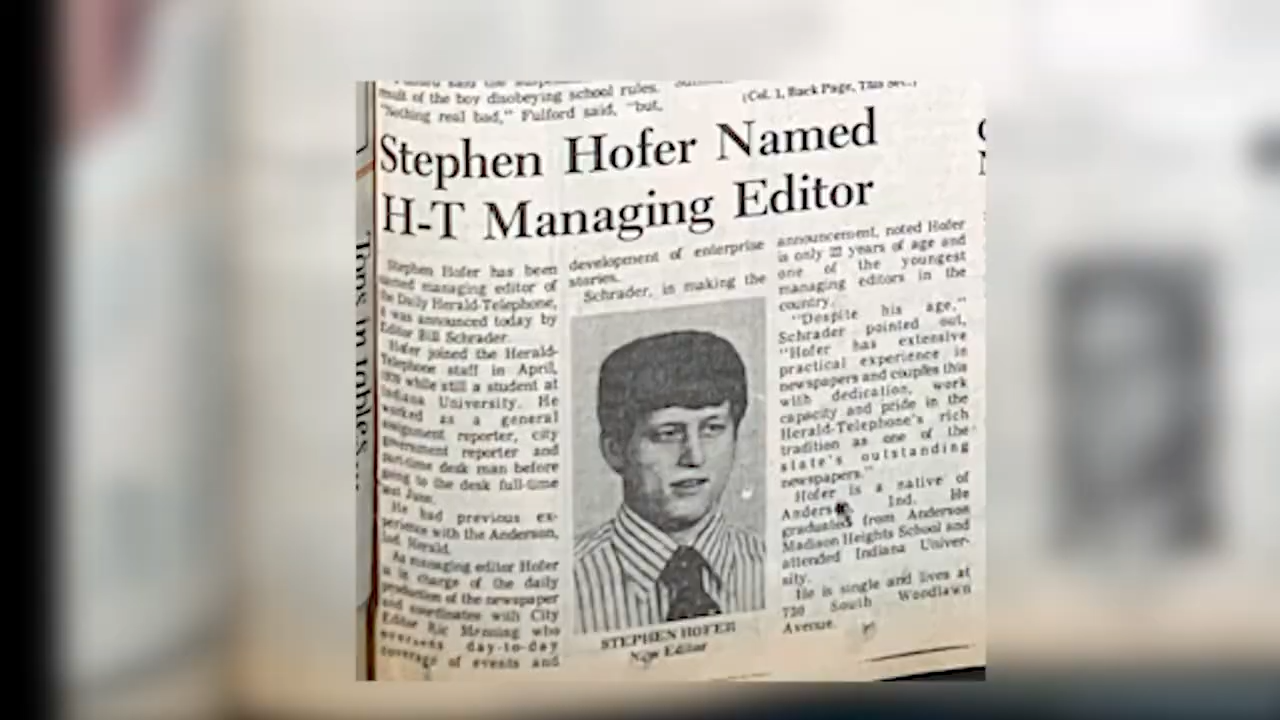 result of the boy disobeying school rules.
"Nothing real bad," Fulford said, "but,
(Col. 1, Back Page, This Sec.)
Stephen Hofer Named
H-T Managing Editor
Stephen Hofer has been
named managing editor of
the Daily Herald-Telephone,
it was announced today by
Editor Bill Schrader.
Hofer joined the Herald-
Telephone staff in April,
while still a student at
Indiana University. He
worked as a general
assignment reporter, city
government reporter and
part-time desk man before
going to the desk full-time
last June.
He had previous ex-
perience with the Anderson,
Ind. Herald.
As managing editor Hofer
is in charge of the daily
production of the newspaper
and coordinates with City
Editor Ric Menning who
oversees day-to-day
coverage of events and
development of enterprise
stories.
Schrader, in making the
STEPHEN HOFER
New Editor
announcement, noted Hofer
is only 22 years of age and
one of the youngest
managing editors in the
country.
"Despite his age,"
Schrader pointed out,
"Hofer has extensive
practical experience in
newspapers and couples this
with dedication, work
capacity and pride in the
Herald-Telephone's rich
tradition as one of the
state's outstanding
newspapers."
Hofer is a native of
Anderson, Ind. He
graduated from Anderson
Madison Heights School and
attended Indiana Univer-
sity.
He is single and lives at
730 South Woodlawn
Avenue.